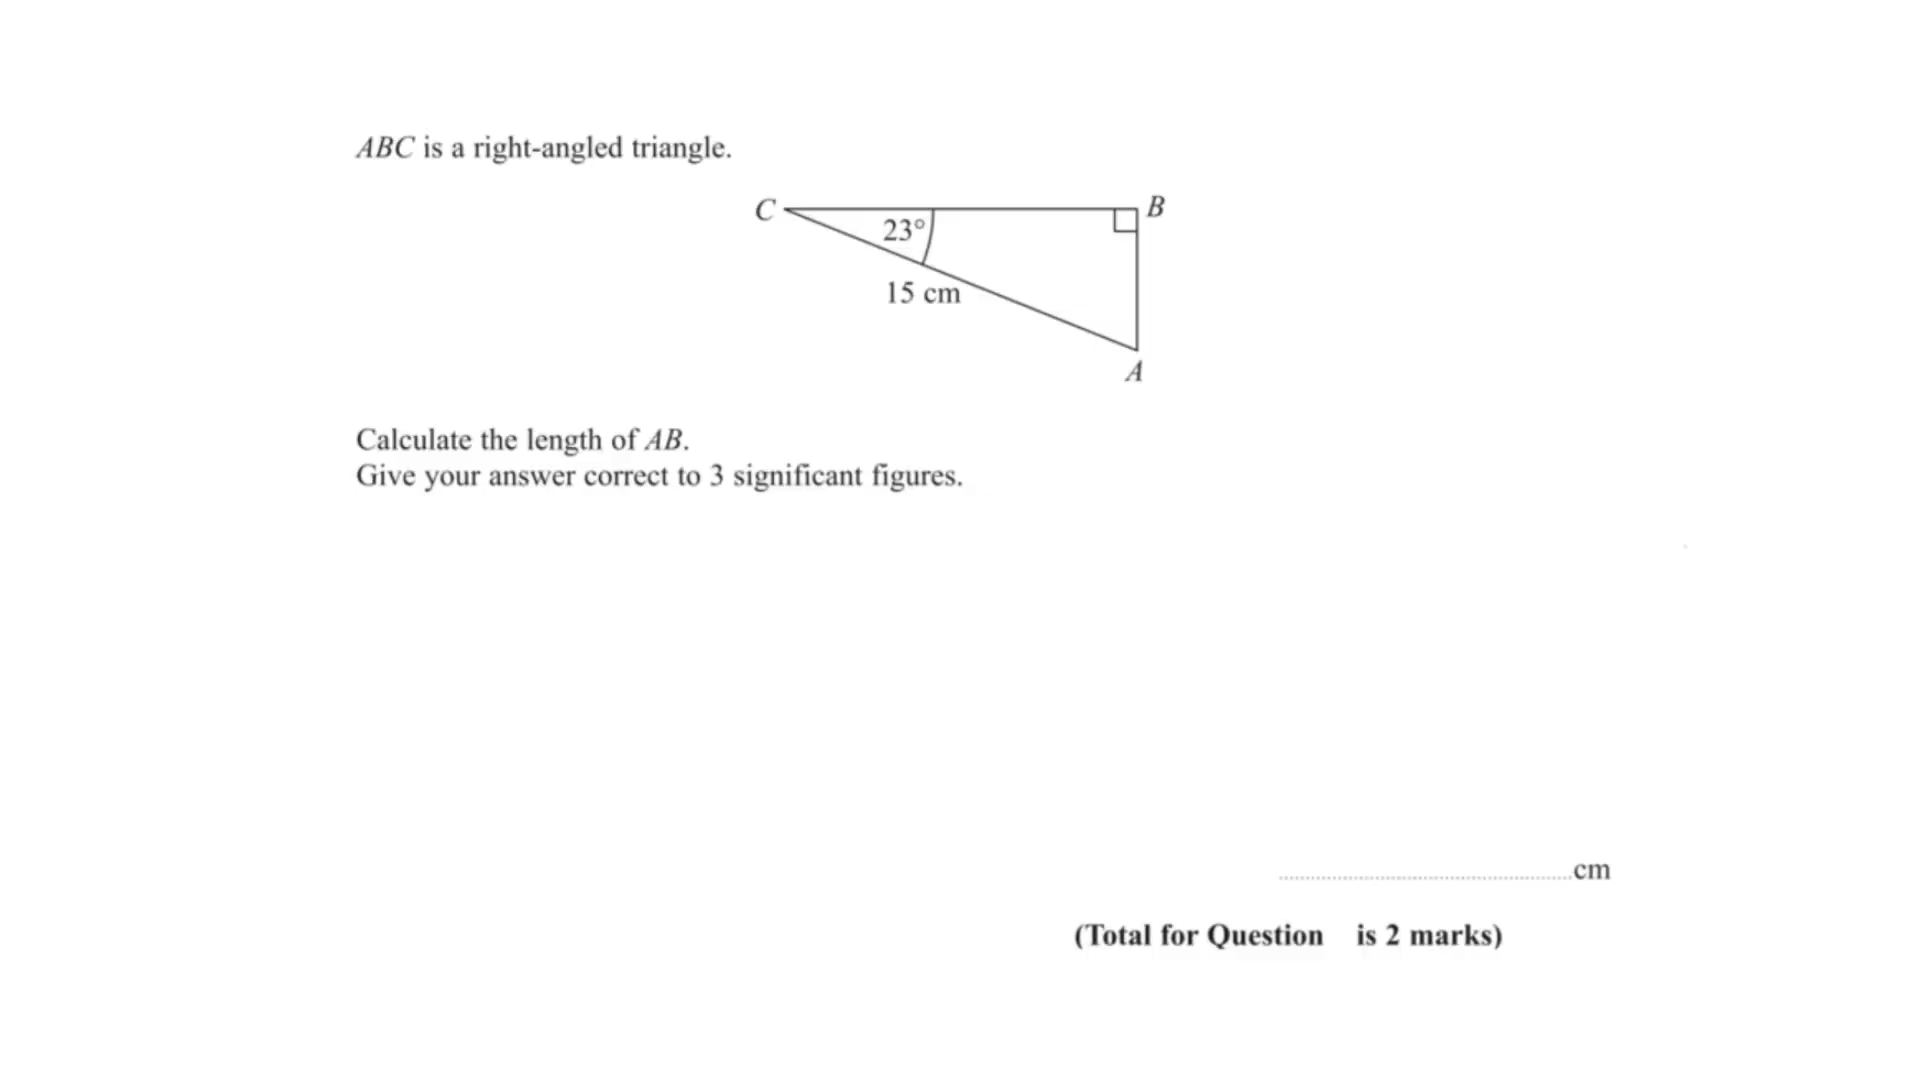 ABC is a right-angled triangle.
C
B
23°
15 cm
A
Calculate the length of AB.
Give your answer correct to 3 significant figures.
........................................cm
(Total for Question is 2 marks)